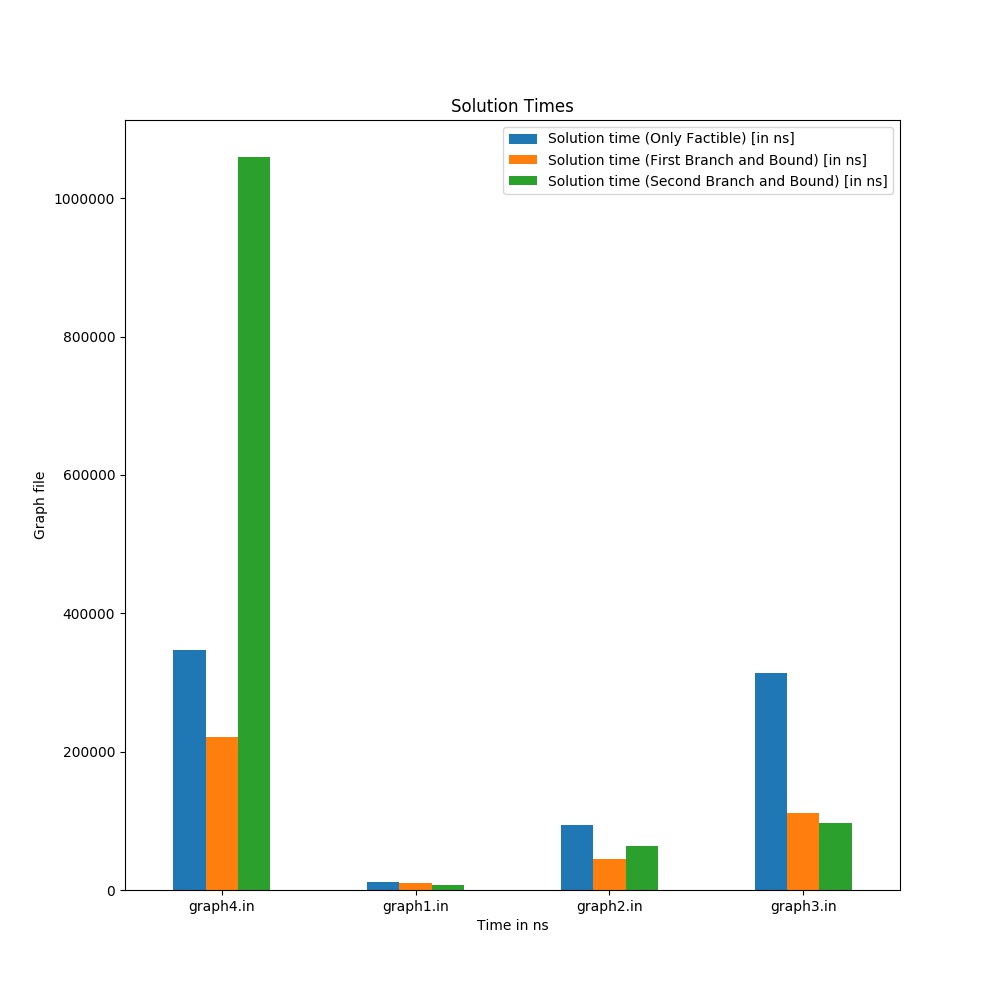 Solution Times
Solution time (Only Factible) [in ns]
Solution time (First Branch and Bound) [in ns]
Solution time (Second Branch and Bound) [in ns]
1000000
800000
600000
400000
200000
0
Graph file
graph4.in graph1.in graph2.in graph3.in
Time in ns